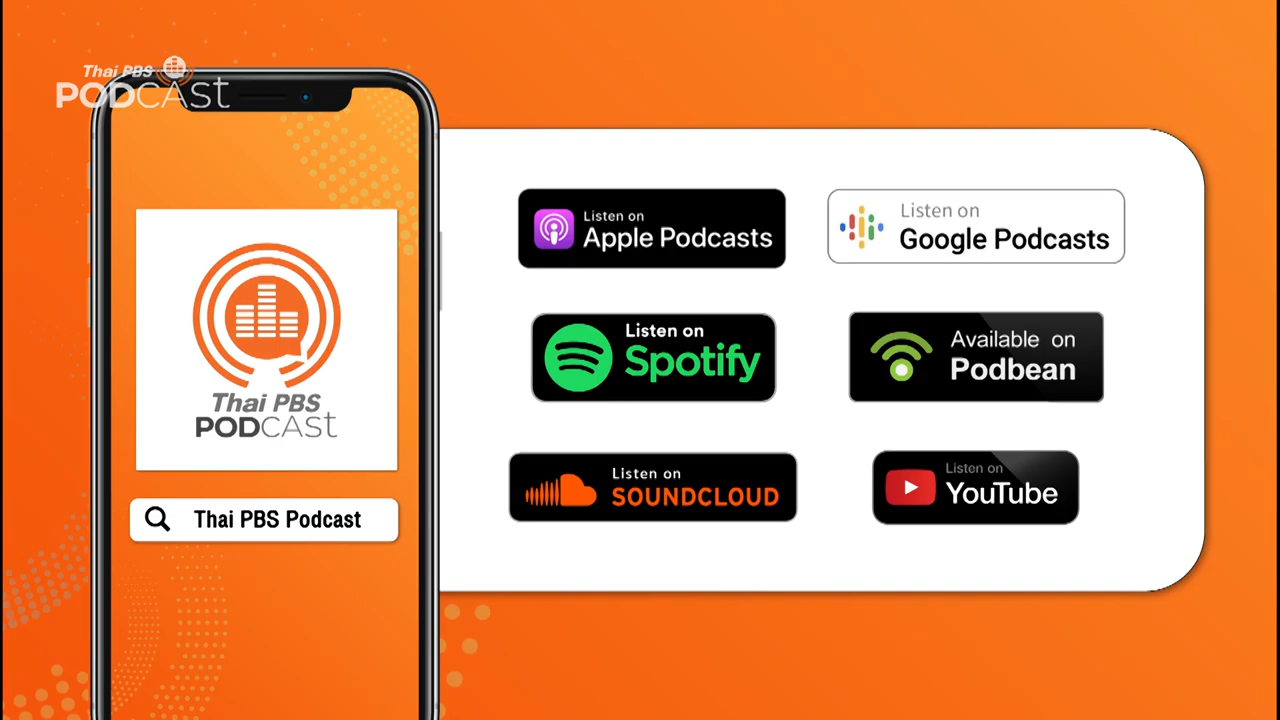 Thai PBS
PODCAST
Thai PBS
PODCAST
Thai PBS Podcast
Listen on
Apple Podcasts
Listen on
Google Podcasts
Listen on
Spotify
Available on
Podbean
Listen on
SOUNDCLOUD
Listen on
YouTube